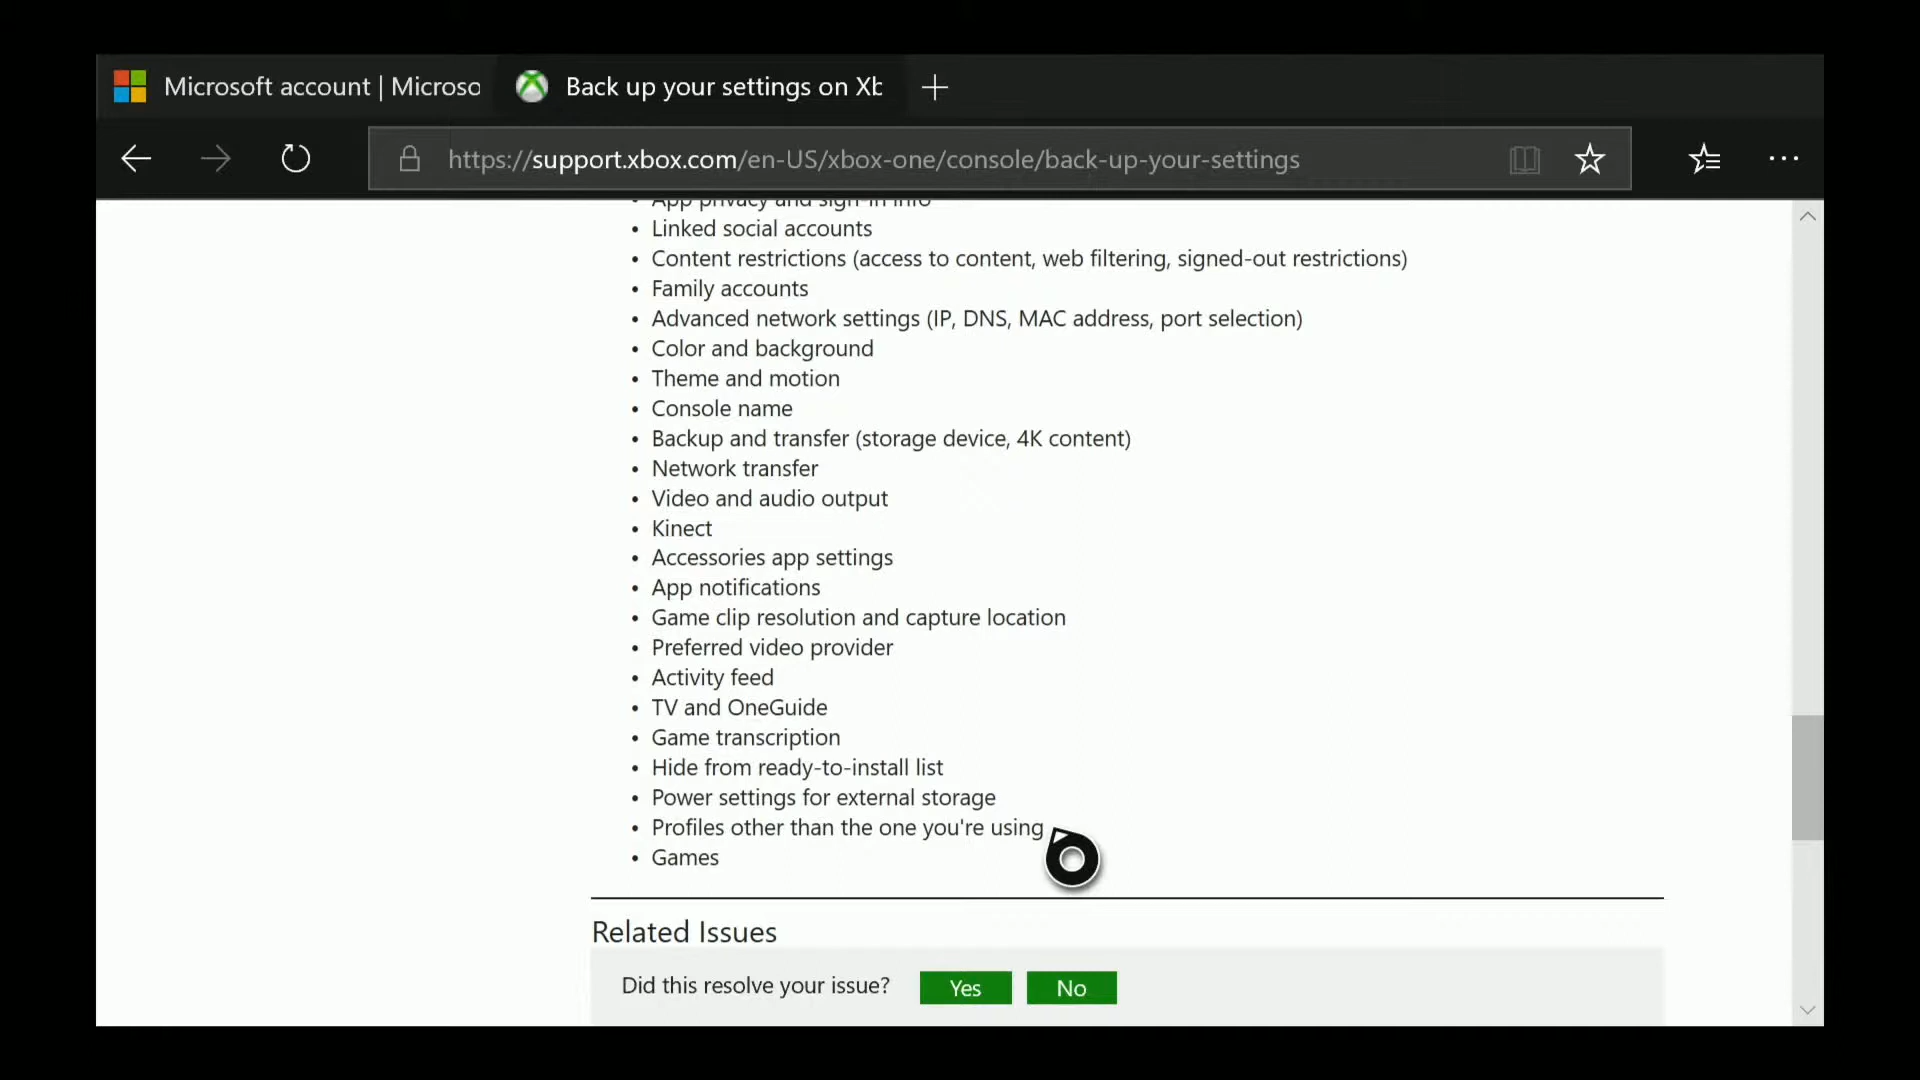 Microsoft account | Microso
Back up your settings on Xb
https://support.xbox.com/en-US/xbox-one/console/back-up-your-settings
• App privacy and sign-in info
• Linked social accounts
• Content restrictions (access to content, web filtering, signed-out restrictions)
• Family accounts
• Advanced network settings (IP, DNS, MAC address, port selection)
• Color and background
• Theme and motion
• Console name
• Backup and transfer (storage device, 4K content)
• Network transfer
• Video and audio output
• Kinect
• Accessories app settings
• App notifications
• Game clip resolution and capture location
• Preferred video provider
• Activity feed
• TV and OneGuide
• Game transcription
• Hide from ready-to-install list
• Power settings for external storage
• Profiles other than the one you're using
• Games
Related Issues
Did this resolve your issue? Yes No